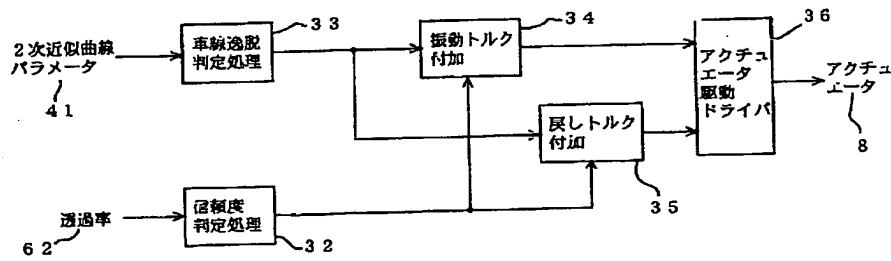 33
34
36
2次近似曲線
パラメータ
41
車線逸脱
判定処理
振動トルク
付加
アクチュ
エータ
駆動
ドライバ
アクチュ
エータ
8
戻しトルク
付加
35
透過率
62
信頼度
判定処理
32